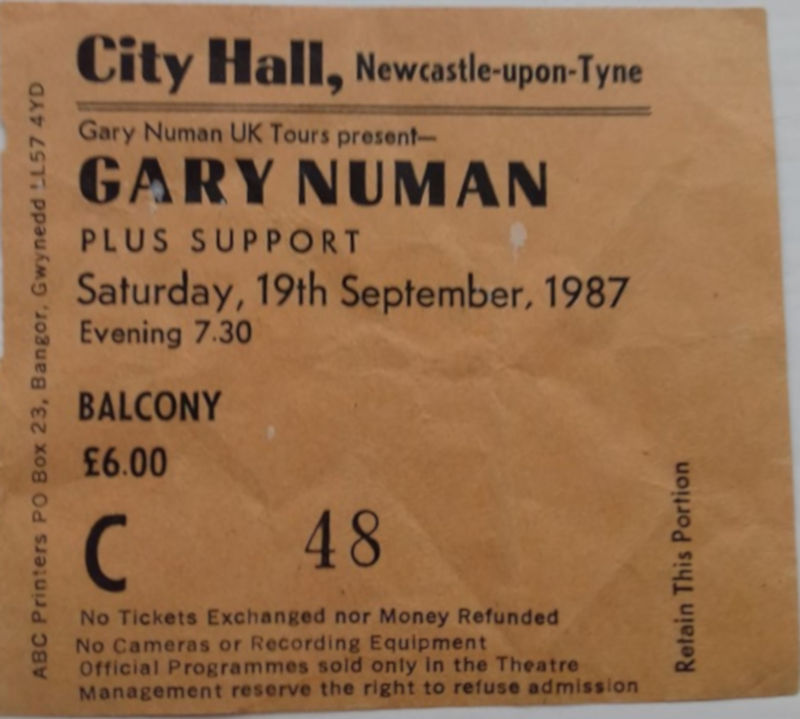 City Hall, Newcastle-upon-Tyne
Gary Numan UK Tours present—
GARY NUMAN
PLUS SUPPORT
Saturday, 19th September, 1987
Evening 7.30
BALCONY
£6.00
C 48
No Tickets Exchanged nor Money Refunded
No Cameras or Recording Equipment
Official Programmes sold only in the Theatre
Management reserve the right to refuse admission
ABC Printers PO Box 23, Bangor, Gwynedd LL57 4YD
Retain This Portion